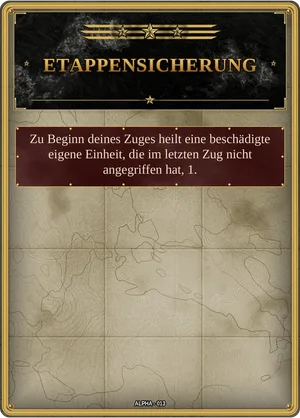 ETAPPENSICHERUNG
Zu Beginn deines Zuges heilt eine beschädigte
eigene Einheit, die im letzten Zug nicht
angegriffen hat, 1.
ALPHA 013